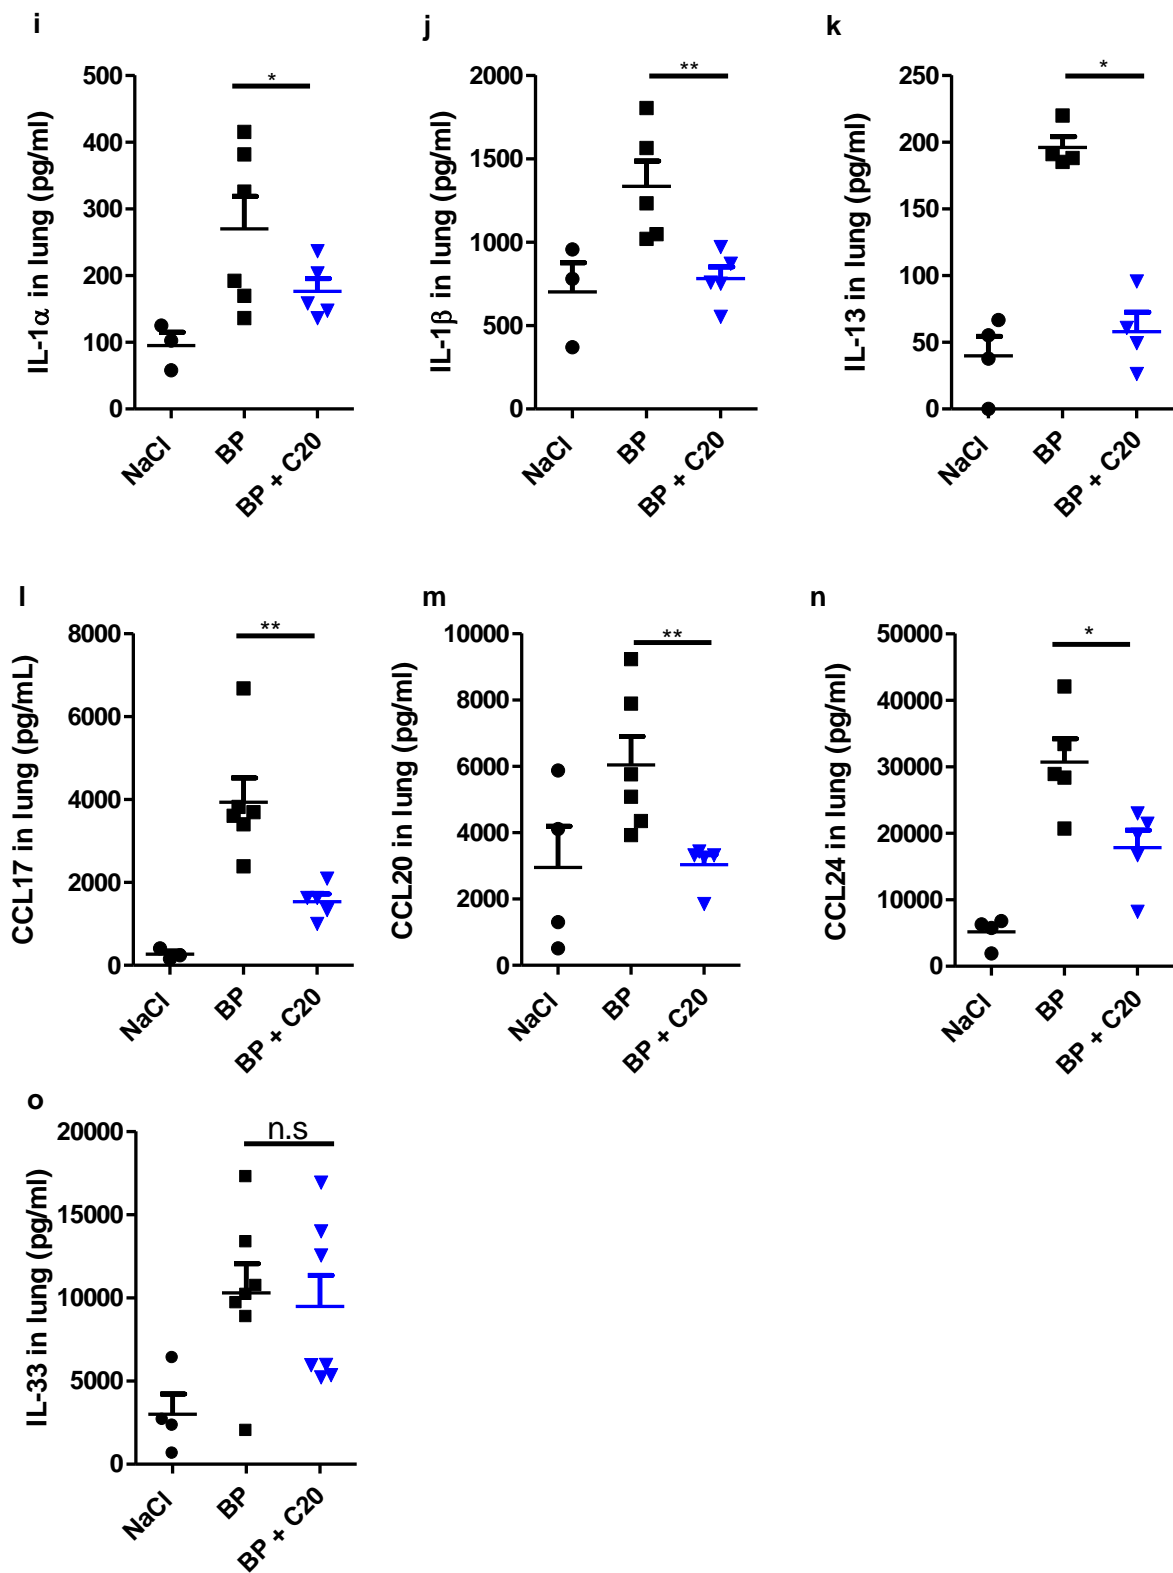 i
IL-1α in lung (pg/ml)
500
400
300
200
100
0
*
NaCl
BP
BP + C20
j
IL-1β in lung (pg/ml)
2000
1500
1000
500
0
**
NaCl
BP
BP + C20
k
IL-13 in lung (pg/ml)
250
200
150
100
50
0
*
NaCl
BP
BP + C20
l
CCL17 in lung (pg/mL)
8000
6000
4000
2000
0
**
NaCl
BP
BP + C20
m
CCL20 in lung (pg/ml)
10000
8000
6000
4000
2000
0
**
NaCl
BP
BP + C20
n
CCL24 in lung (pg/ml)
50000
40000
30000
20000
10000
0
*
NaCl
BP
BP + C20
o
IL-33 in lung (pg/ml)
20000
15000
10000
5000
0
n.s
NaCl
BP
BP + C20